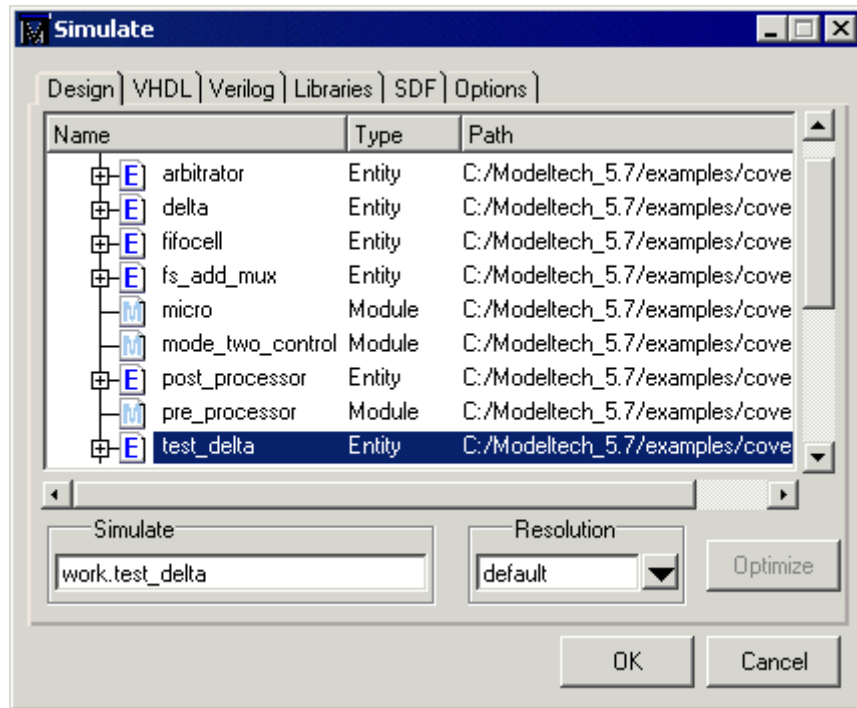 Simulate
Design VHDL Verilog Libraries SDF Options
Name Type Path
E arbitrator Entity C:/Modeltech_5.7/examples/cove
E delta Entity C:/Modeltech_5.7/examples/cove
E fifocell Entity C:/Modeltech_5.7/examples/cove
E fs_add_mux Entity C:/Modeltech_5.7/examples/cove
M micro Module C:/Modeltech_5.7/examples/cove
M mode_two_control Module C:/Modeltech_5.7/examples/cove
E post_processor Entity C:/Modeltech_5.7/examples/cove
M pre_processor Module C:/Modeltech_5.7/examples/cove
E test_delta Entity C:/Modeltech_5.7/examples/cove
Simulate Resolution
work.test_delta default Optimize
OK Cancel